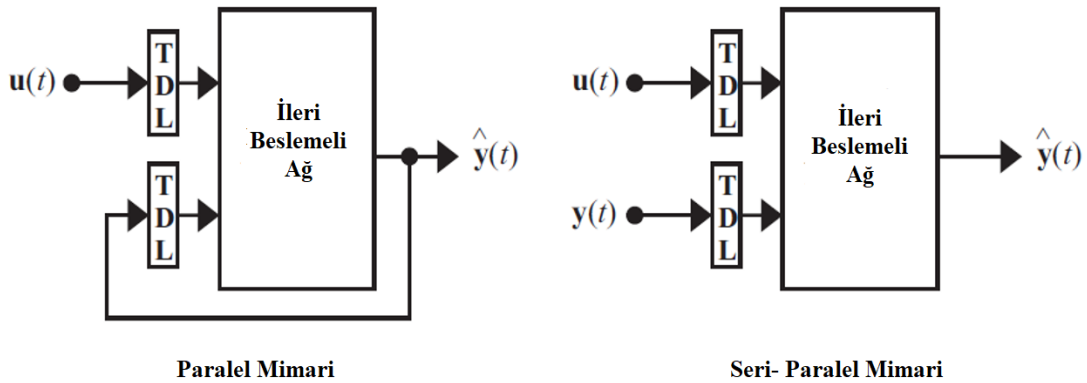 u(t)
T
D
L
İleri
Beslemeli
Ağ
ŷ(t)
T
D
L
Paralel Mimari
u(t)
T
D
L
İleri
Beslemeli
Ağ
ŷ(t)
y(t)
T
D
L
Seri- Paralel Mimari